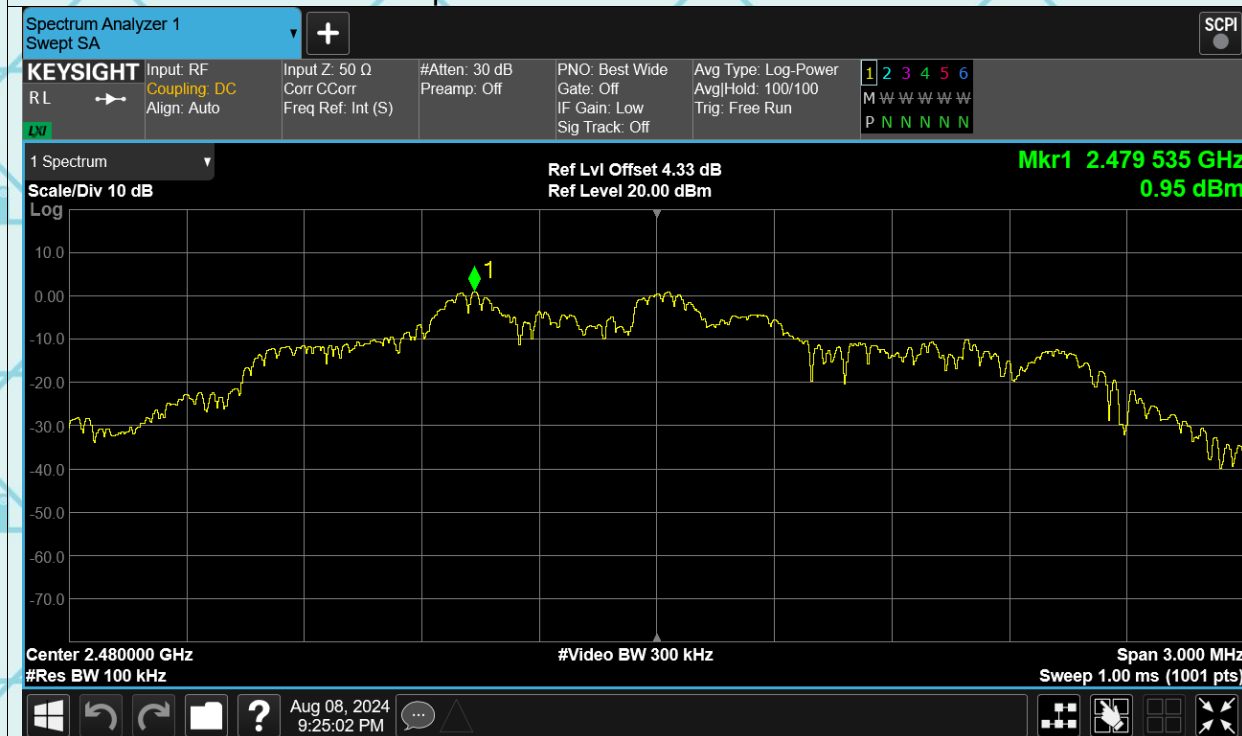 Spectrum Analyzer 1
Swept SA
+
SCPI
KEYSIGHT
RL
LXI
Input: RF
Coupling: DC
Align: Auto
Input Z: 50 Ω
Corr CCorr
Freq Ref: Int (S)
#Atten: 30 dB
Preamp: Off
PNO: Best Wide
Gate: Off
IF Gain: Low
Sig Track: Off
Avg Type: Log-Power
Avg|Hold: 100/100
Trig: Free Run
1 2 3 4 5 6
M W W W W W
P N N N N N
1 Spectrum
Scale/Div 10 dB
Ref Lvl Offset 4.33 dB
Ref Level 20.00 dBm
Mkr1 2.479 535 GHz
0.95 dBm
Log
1
10.0
0.00
-10.0
-20.0
-30.0
-40.0
-50.0
-60.0
-70.0
Center 2.480000 GHz
#Video BW 300 kHz
Span 3.000 MHz
#Res BW 100 kHz
Sweep 1.00 ms (1001 pts)
?
Aug 08, 2024
9:25:02 PM